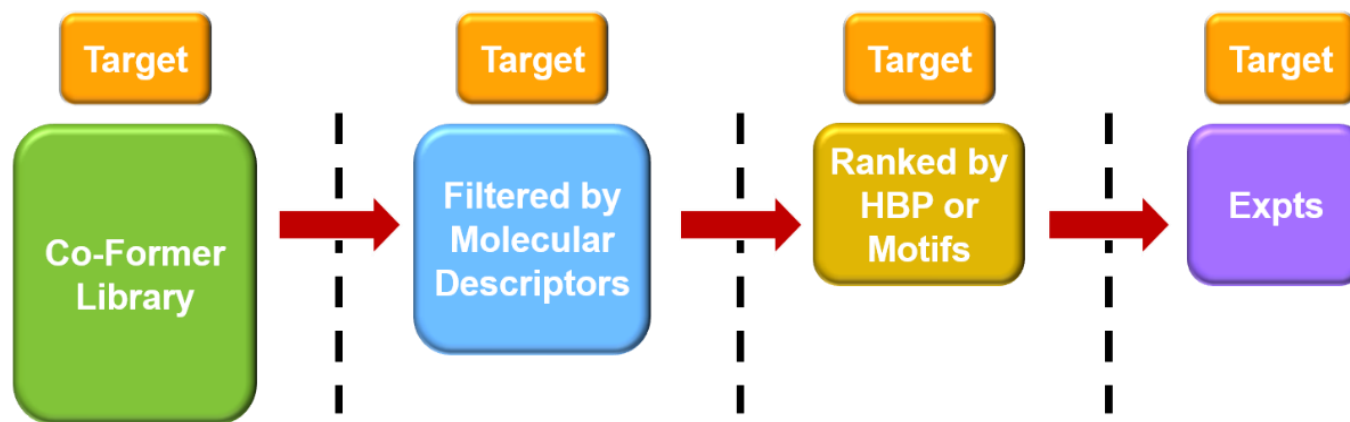 Target
Target
Target
Target
Co-Former
Library
Filtered by
Molecular
Descriptors
Ranked by
HBP or
Motifs
Expts